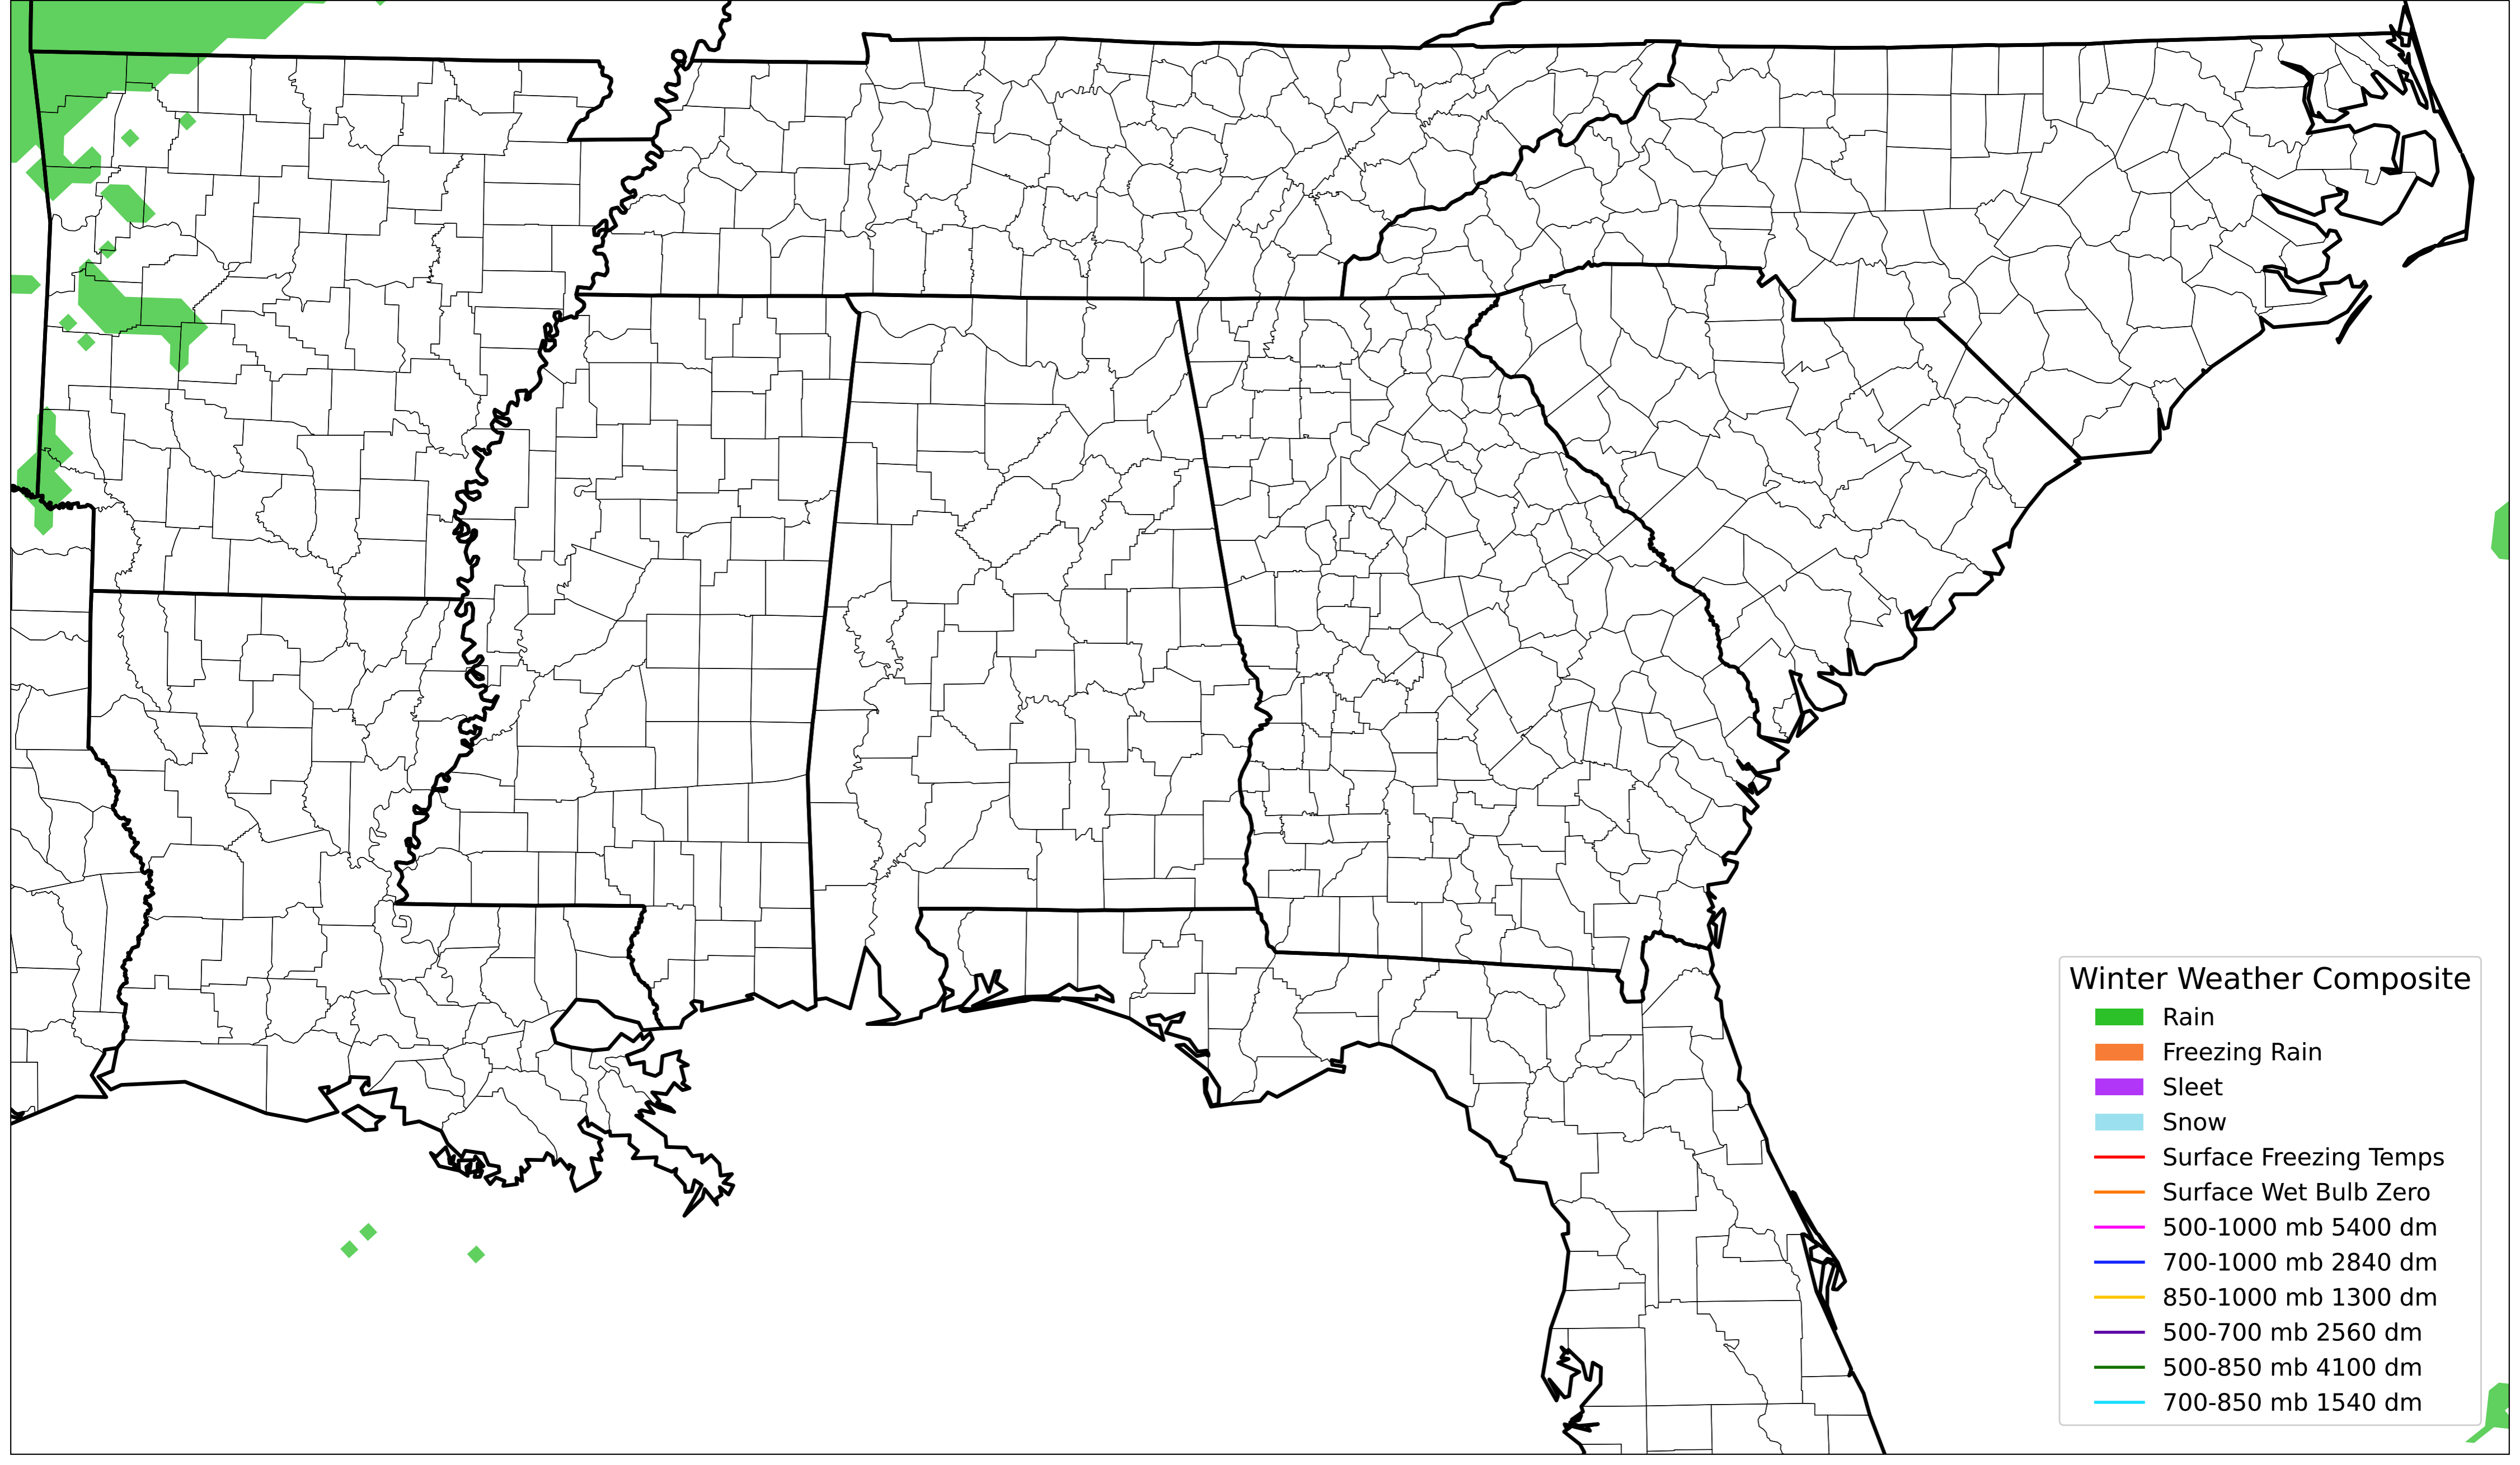 Winter Weather Composite
Rain
Freezing Rain
Sleet
Snow
Surface Freezing Temps
Surface Wet Bulb Zero
500-1000 mb 5400 dm
700-1000 mb 2840 dm
850-1000 mb 1300 dm
500-700 mb 2560 dm
500-850 mb 4100 dm
700-850 mb 1540 dm